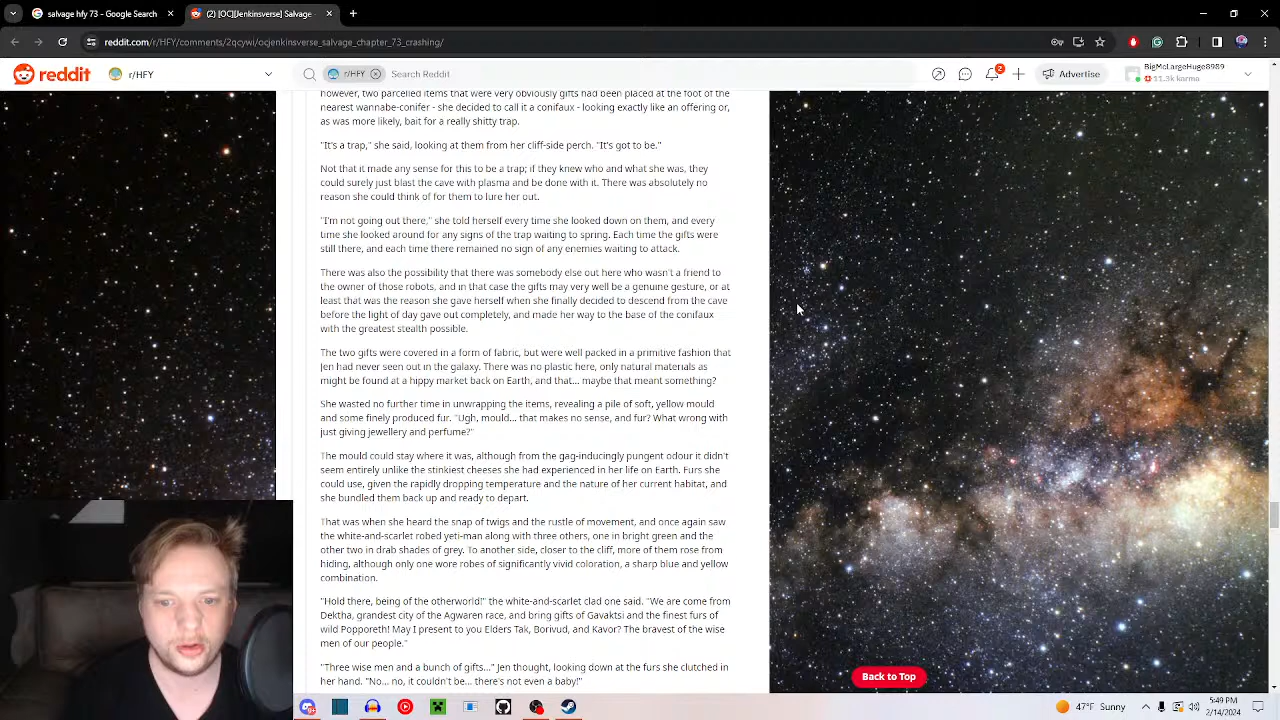 salvage hfy 73 - Google Search
(2) [OC][Jenkinsverse] Salvage -
reddit.com/r/HFY/comments/2qcywi/ocjenkinsverse_salvage_chapter_73_crashing/
reddit
r/HFY
r/HFY
Search Reddit
2
Advertise
BigMcLargeHuge8989
11.3k karma
however, two parcelled items that were very obviously gifts had been placed at the foot of the
nearest wannabe-conifer - she decided to call it a conifaux - looking exactly like an offering or,
as was more likely, bait for a really shitty trap.
"It's a trap," she said, looking at them from her cliff-side perch. "It's got to be."
Not that it made any sense for this to be a trap; if they knew who and what she was, they
could surely just blast the cave with plasma and be done with it. There was absolutely no
reason she could think of for them to lure her out.
"I'm not going out there," she told herself every time she looked down on them, and every
time she looked around for any signs of the trap waiting to spring. Each time the gifts were
still there, and each time there remained no sign of any enemies waiting to attack.
There was also the possibility that there was somebody else out here who wasn't a friend to
the owner of those robots, and in that case the gifts may very well be a genuine gesture, or at
least that was the reason she gave herself when she finally decided to descend from the cave
before the light of day gave out completely, and made her way to the base of the conifaux
with the greatest stealth possible.
The two gifts were covered in a form of fabric, but were well packed in a primitive fashion that
Jen had never seen out in the galaxy. There was no plastic here, only natural materials as
might be found at a hippy market back on Earth, and that... maybe that meant something?
She wasted no further time in unwrapping the items, revealing a pile of soft, yellow mould
and some finely produced fur. "Ugh, mould... that makes no sense, and fur? What wrong with
just giving jewellery and perfume?"
The mould could stay where it was, although from the gag-inducingly pungent odour it didn't
seem entirely unlike the stinkiest cheeses she had experienced in her life on Earth. Furs she
could use, given the rapidly dropping temperature and the nature of her current habitat, and
she bundled them back up and ready to depart.
That was when she heard the snap of twigs and the rustle of movement, and once again saw
the white-and-scarlet robed yeti-man along with three others, one in bright green and the
other two in drab shades of grey. To another side, closer to the cliff, more of them rose from
hiding, although only one wore robes of significantly vivid coloration, a sharp blue and yellow
combination.
"Hold there, being of the otherworld!" the white-and-scarlet clad one said. "We are come from
Dektha, grandest city of the Agwaren race, and bring gifts of Gavaktsi and the finest furs of
wild Popporeth! May I present to you Elders Tak, Borivud, and Kavor? The bravest of the wise
men of our people."
"Three wise men and a bunch of gifts..." Jen thought, looking down at the furs she clutched in
her hand. "No... no, it couldn't be... there's not even a baby!"
Back to Top
47°F Sunny
5:49 PM
2/14/2024